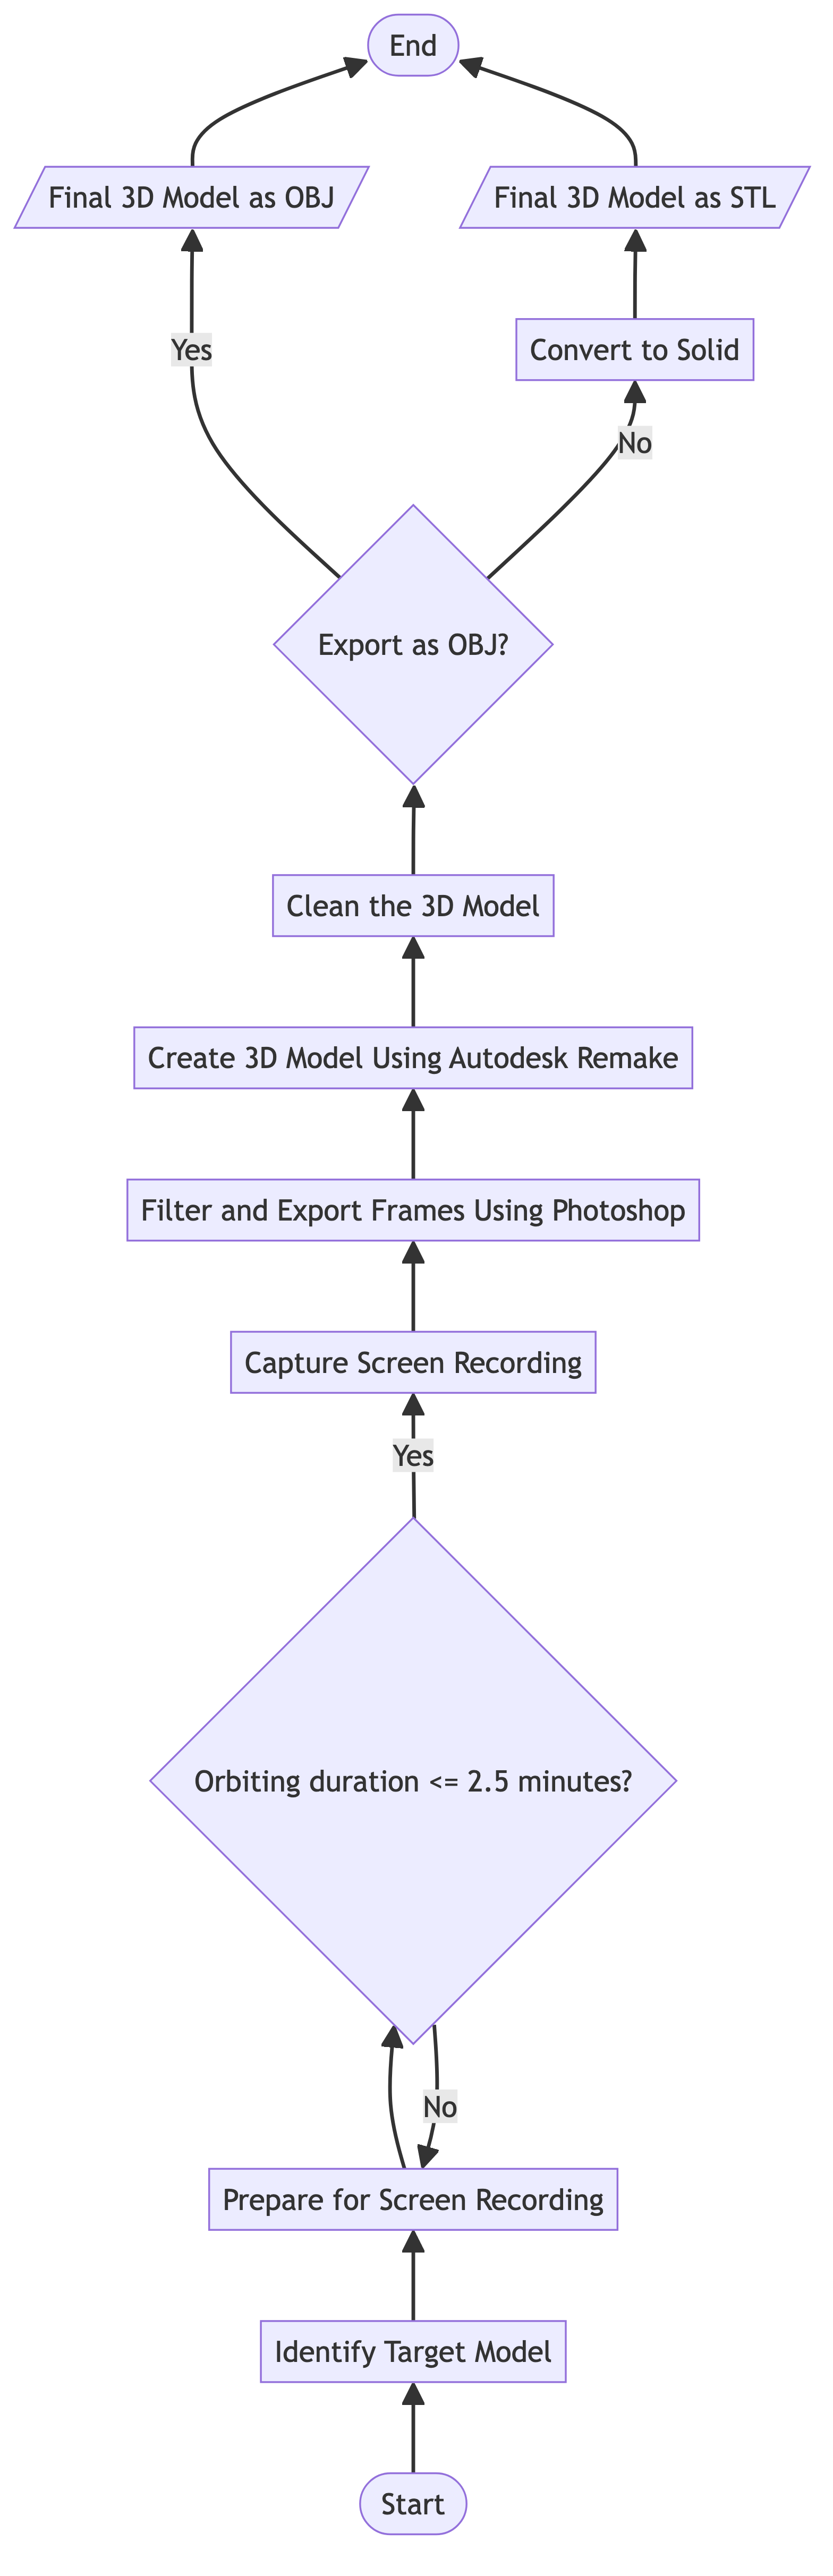 End
Final 3D Model as OBJ
Final 3D Model as STL
Yes
Convert to Solid
No
Export as OBJ?
Clean the 3D Model
Create 3D Model Using Autodesk Remake
Filter and Export Frames Using Photoshop
Capture Screen Recording
Yes
Orbiting duration <= 2.5 minutes?
No
Prepare for Screen Recording
Identify Target Model
Start